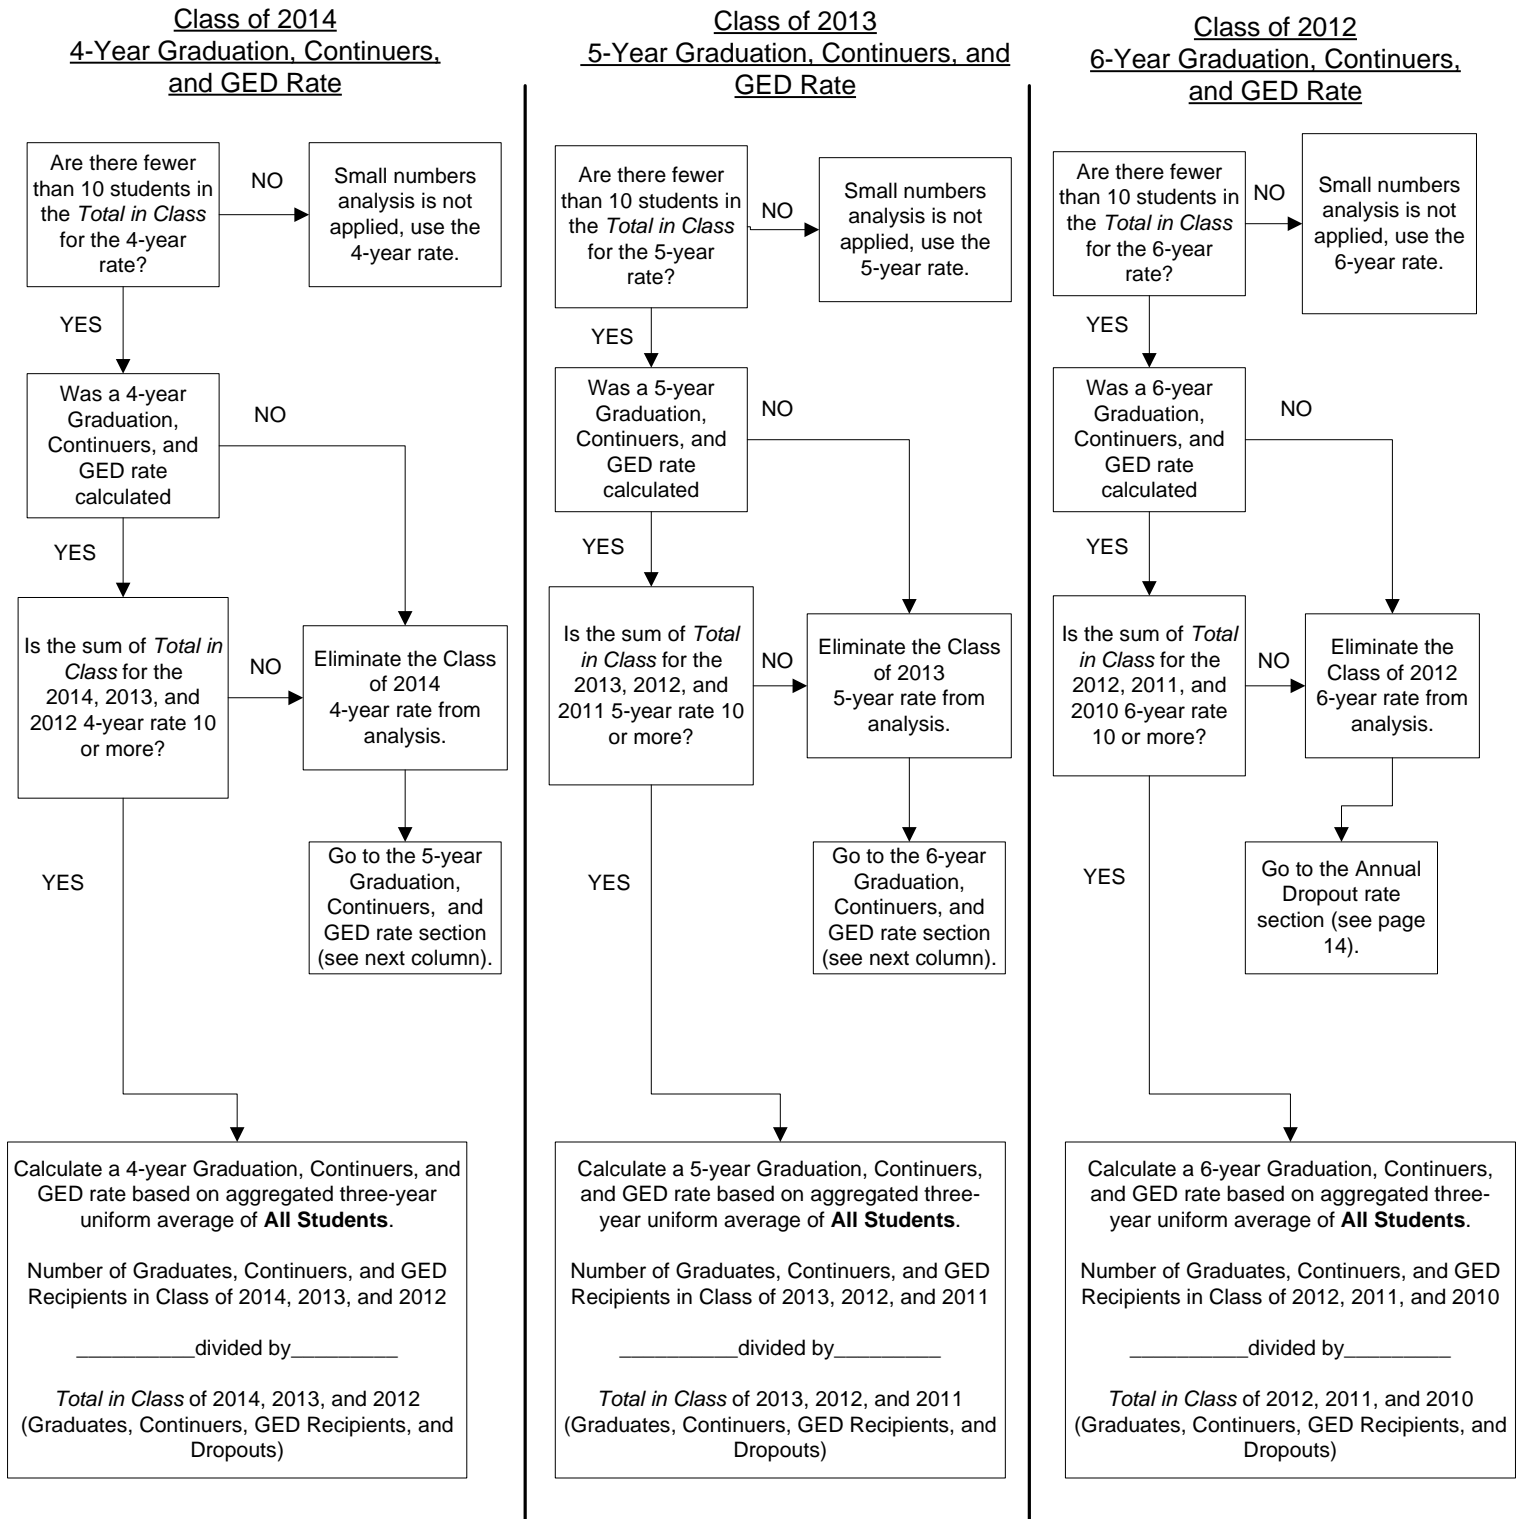 Class of 2014
4-Year Graduation, Continuers,
and GED Rate
Are there fewer
than 10 students in
the Total in Class
for the 4-year
rate?
NO
Small numbers
analysis is not
applied, use the
4-year rate.
YES
Was a 4-year
Graduation,
Continuers, and
GED rate
calculated
NO
YES
Is the sum of Total in
Class for the
2014, 2013, and
2012 4-year rate 10
or more?
NO
Eliminate the Class
of 2014
4-year rate from
analysis.
Go to the 5-year
Graduation,
Continuers, and
GED rate section
(see next column).
YES
Calculate a 4-year Graduation, Continuers, and
GED rate based on aggregated three-year
uniform average of All Students.
Number of Graduates, Continuers, and GED
Recipients in Class of 2014, 2013, and 2012
__________divided by_________
Total in Class of 2014, 2013, and 2012
(Graduates, Continuers, GED Recipients, and
Dropouts)
Class of 2013
5-Year Graduation, Continuers, and
GED Rate
Are there fewer
than 10 students in
the Total in Class
for the 5-year
rate?
NO
Small numbers
analysis is not
applied, use the
5-year rate.
YES
Was a 5-year
Graduation,
Continuers, and
GED rate
calculated
NO
YES
Is the sum of Total
in Class for the
2013, 2012, and
2011 5-year rate 10
or more?
NO
Eliminate the Class
of 2013
5-year rate from
analysis.
Go to the 6-year
Graduation,
Continuers, and
GED rate section
(see next column).
YES
Calculate a 5-year Graduation, Continuers,
and GED rate based on aggregated three-
year uniform average of All Students.
Number of Graduates, Continuers, and GED
Recipients in Class of 2013, 2012, and 2011
__________divided by_________
Total in Class of 2013, 2012, and 2011
(Graduates, Continuers, GED Recipients, and
Dropouts)
Class of 2012
6-Year Graduation, Continuers,
and GED Rate
Are there fewer
than 10 students in
the Total in Class
for the 6-year
rate?
NO
Small numbers
analysis is not
applied, use the
6-year rate.
YES
Was a 6-year
Graduation,
Continuers, and
GED rate
calculated
NO
YES
Is the sum of Total
in Class for the
2012, 2011, and
2010 6-year rate
10 or more?
NO
Eliminate the
Class of 2012
6-year rate from
analysis.
Go to the Annual
Dropout rate
section (see page
14).
YES
Calculate a 6-year Graduation, Continuers,
and GED rate based on aggregated three-
year uniform average of All Students.
Number of Graduates, Continuers, and GED
Recipients in Class of 2012, 2011, and 2010
__________divided by_________
Total in Class of 2012, 2011, and 2010
(Graduates, Continuers, GED Recipients, and
Dropouts)